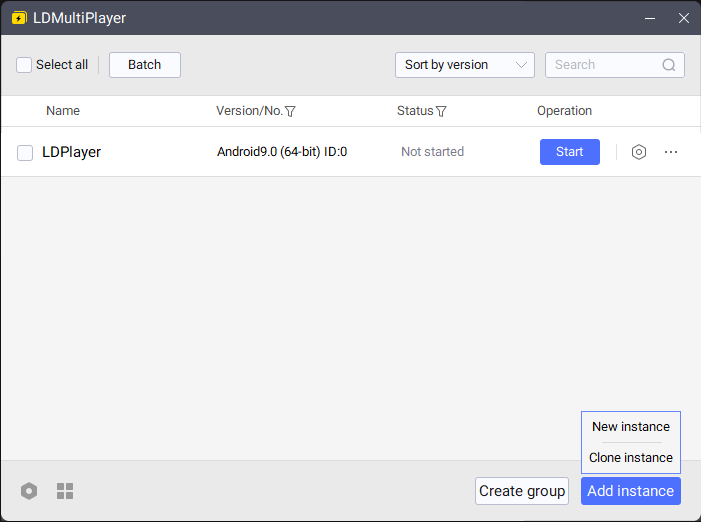 LDMultiPlayer
Select all Batch Sort by version Search
Name Version/No. Status Operation
LDPlayer Android9.0 (64-bit) ID:0 Not started Start
New instance
Clone instance
Create group Add instance